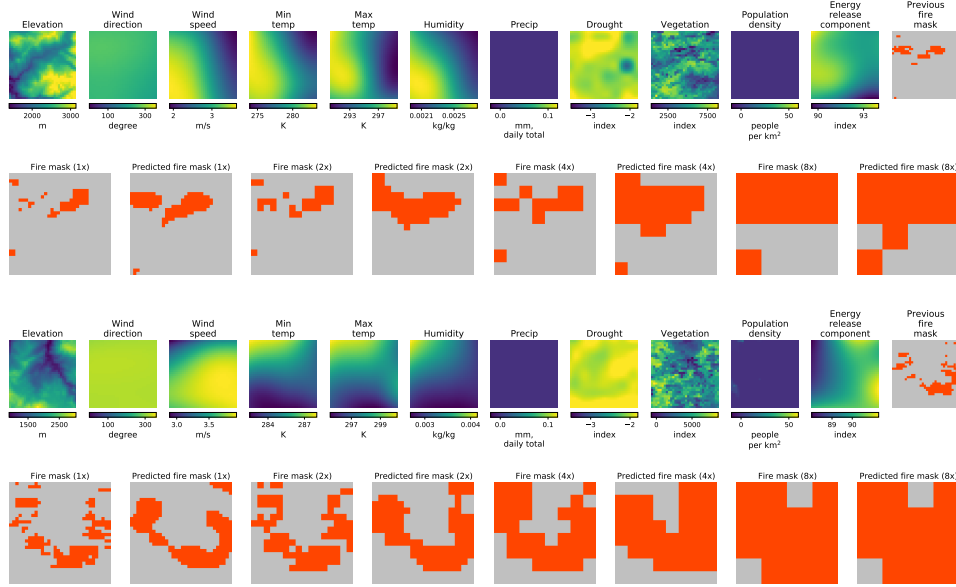 Elevation
Wind
direction
Wind
speed
Min
temp
Max
temp
Humidity
Precip
Drought
Vegetation
Population
density
Energy
release
component
Previous
fire
mask
2000 3000
m
100 300
degree
2 3
m/s
275 280
K
293 297
K
0.0021 0.0025
kg/kg
0.0 0.1
mm,
daily total
−3 −2
index
2500 7500
index
0 50
people
per km²
90 93
index
Fire mask (1x)
Predicted fire mask (1x)
Fire mask (2x)
Predicted fire mask (2x)
Fire mask (4x)
Predicted fire mask (4x)
Fire mask (8x)
Predicted fire mask (8x)
Elevation
Wind
direction
Wind
speed
Min
temp
Max
temp
Humidity
Precip
Drought
Vegetation
Population
density
Energy
release
component
Previous
fire
mask
1500 2500
m
100 300
degree
3.0 3.5
m/s
284 287
K
297 299
K
0.003 0.004
kg/kg
0.0 0.1
mm,
daily total
−3 −2
index
0 5000
index
0 50
people
per km²
89 90
index
Fire mask (1x)
Predicted fire mask (1x)
Fire mask (2x)
Predicted fire mask (2x)
Fire mask (4x)
Predicted fire mask (4x)
Fire mask (8x)
Predicted fire mask (8x)